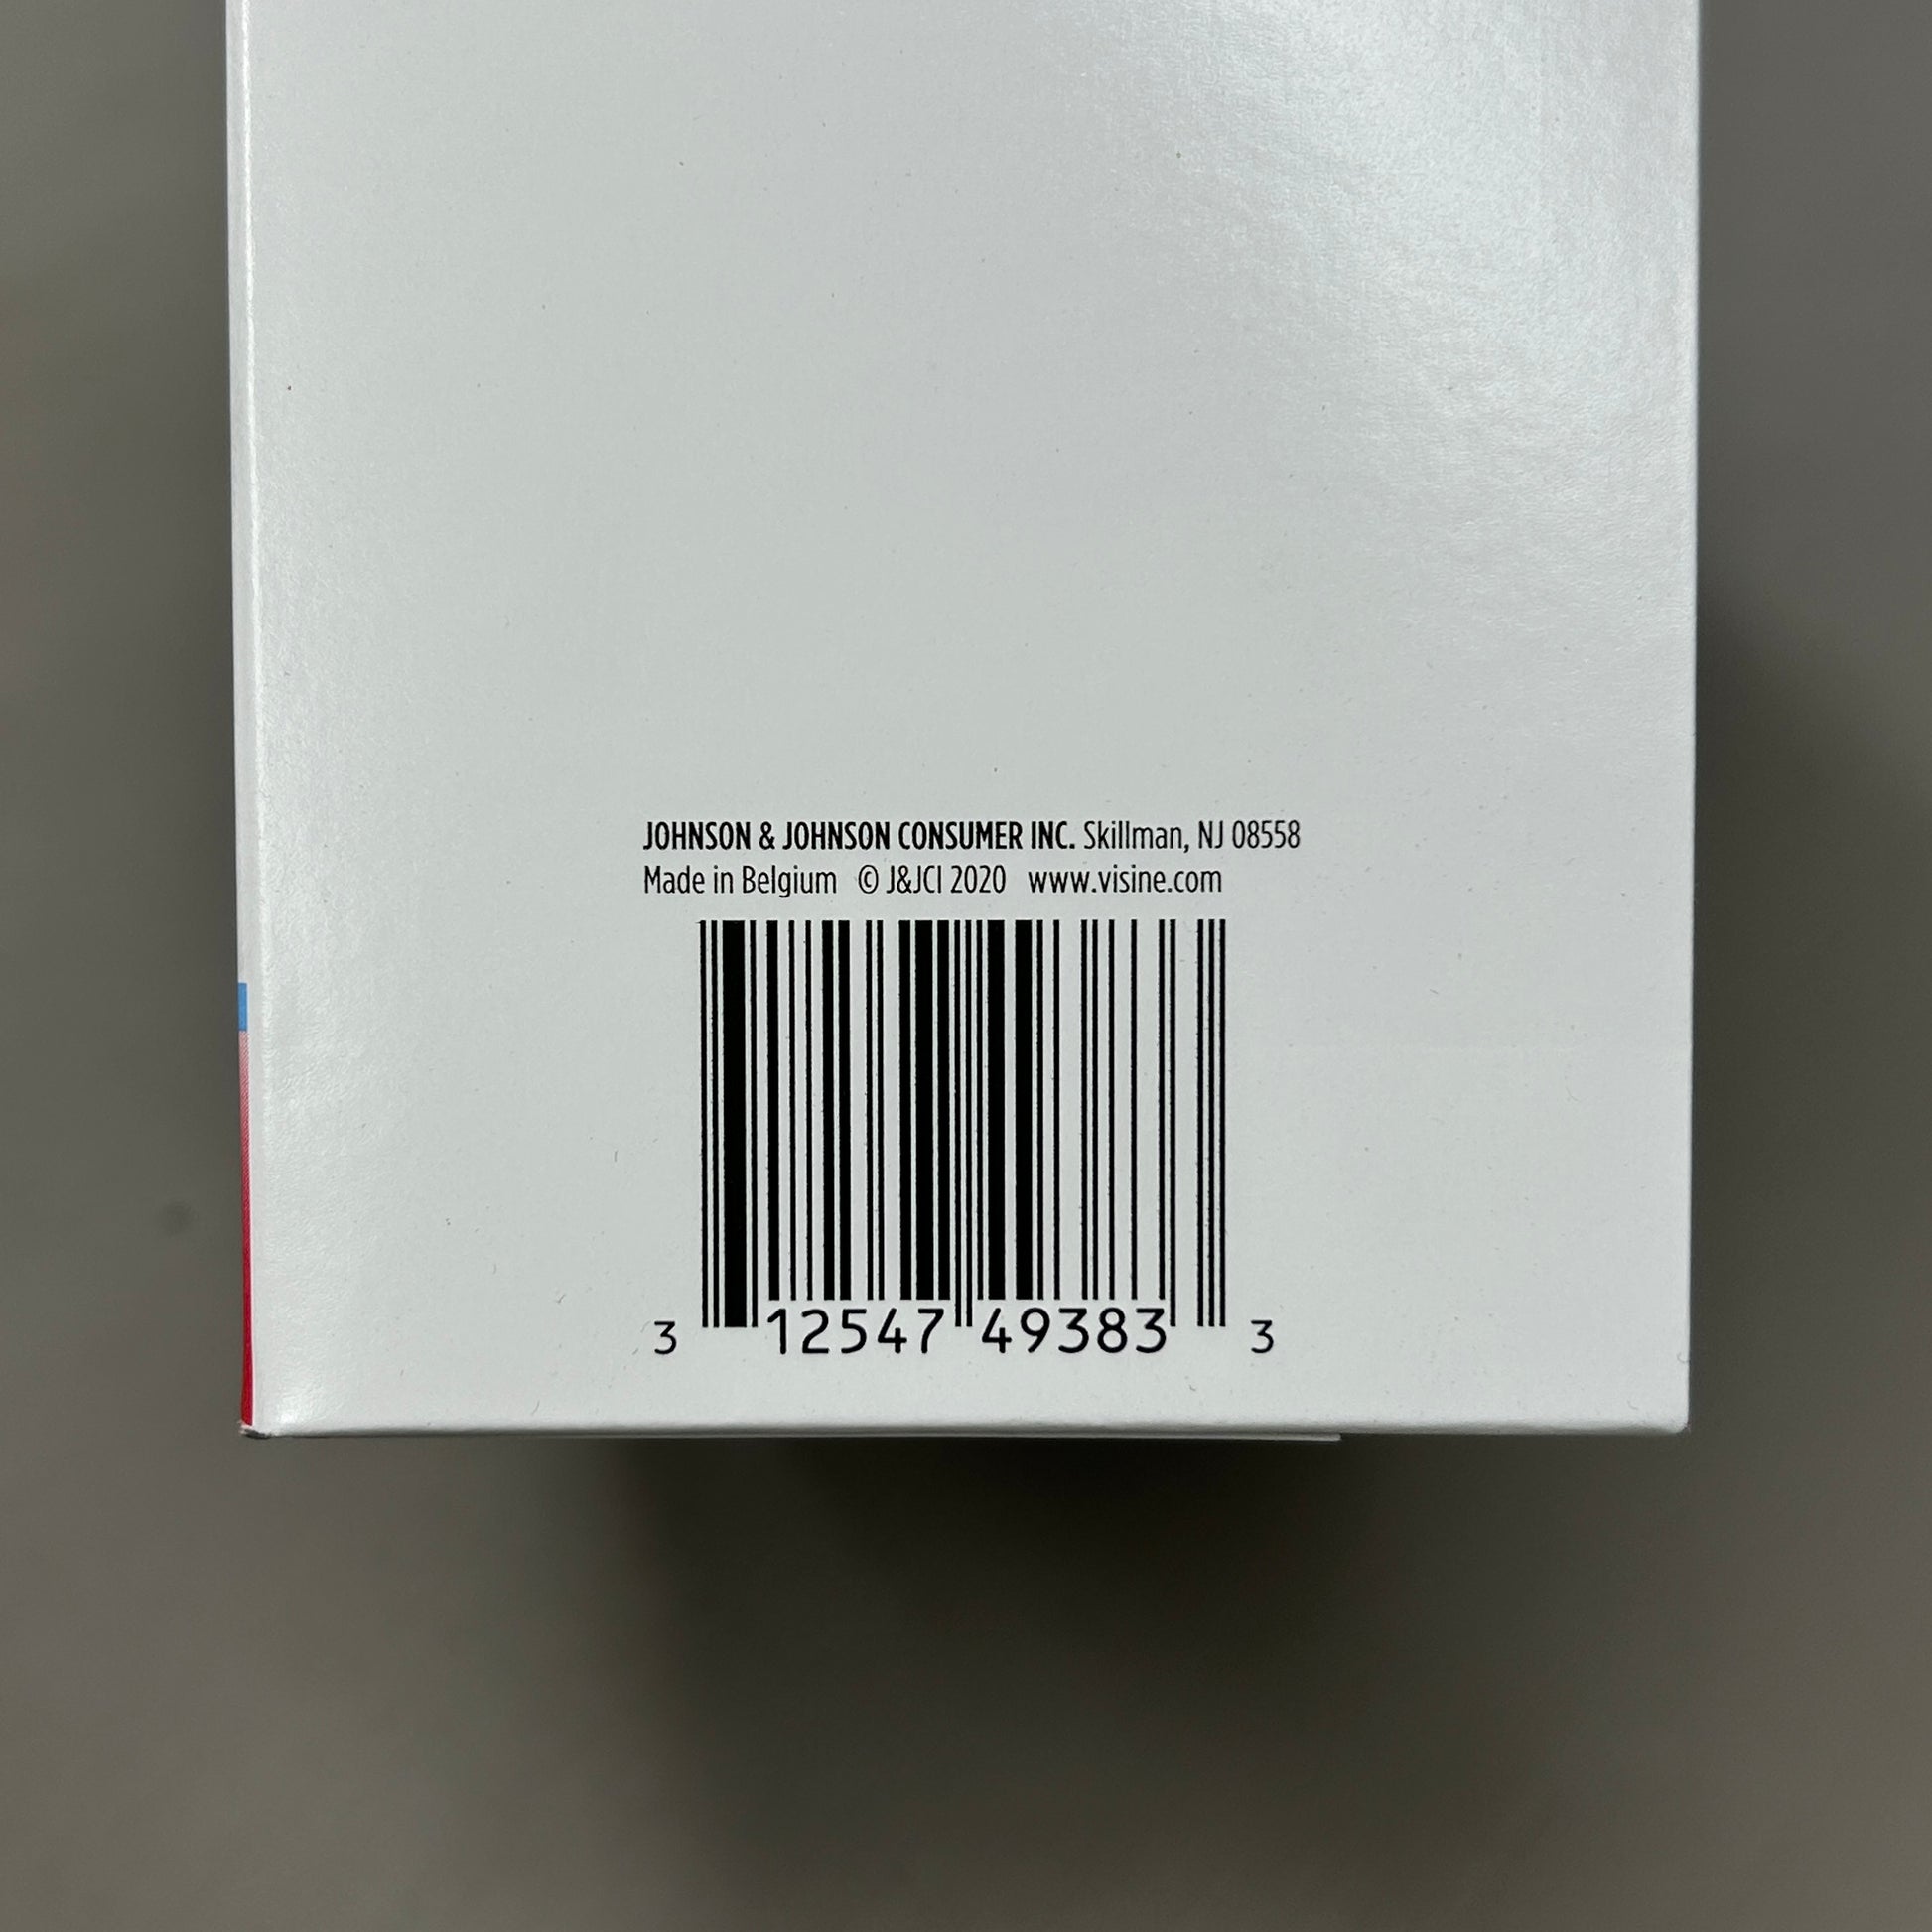 JOHNSON & JOHNSON CONSUMER INC. Skillman, NJ 08558
Made in Belgium © J&JCI 2020 www.visine.com
3 12547 49383 3